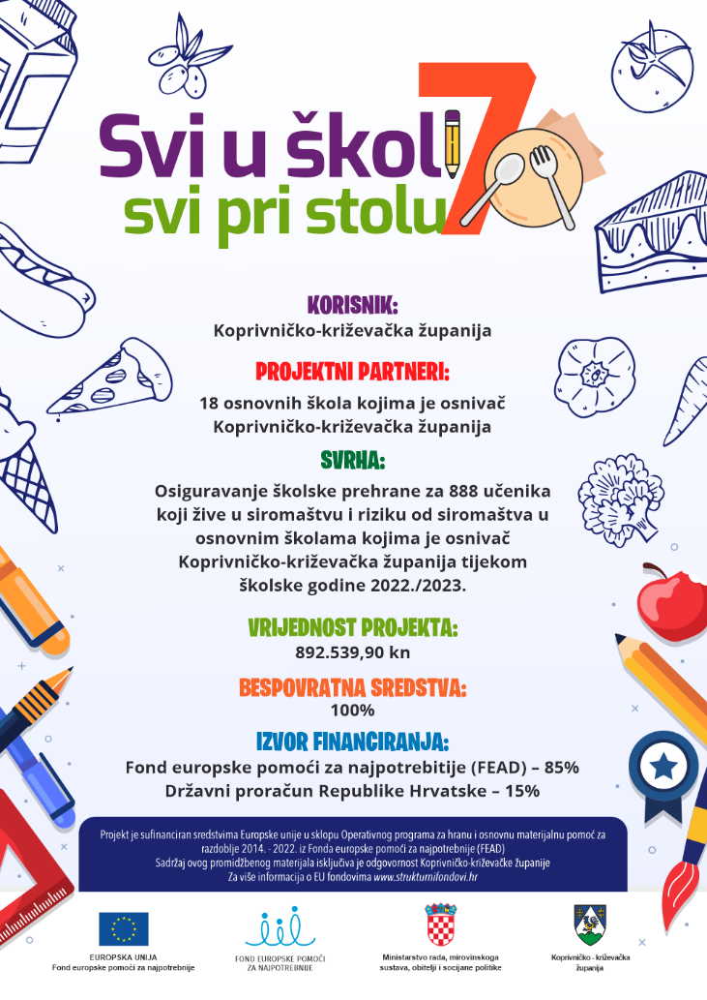 Svi u školi 7
svi pri stolu
KORISNIK:
Koprivničko-križevačka županija
PROJEKTNI PARTNERI:
18 osnovnih škola kojima je osnivač
Koprivničko-križevačka županija
SVRHA:
Osiguravanje školske prehrane za 888 učenika
koji žive u siromaštvu i riziku od siromaštva u
osnovnim školama kojima je osnivač
Koprivničko-križevačka županija tijekom
školske godine 2022./2023.
VRIJEDNOST PROJEKTA:
892.539,90 kn
BESPOVRATNA SREDSTVA:
100%
IZVOR FINANCIRANJA:
Fond europske pomoći za najpotrebitije (FEAD) – 85%
Državni proračun Republike Hrvatske – 15%
Projekt je sufinanciran sredstvima Europske unije u sklopu Operativnog programa za hranu i osnovnu materijalnu pomoć za
razdoblje 2014. - 2022. iz Fonda europske pomoći za najpotrebnije (FEAD)
Sadržaj ovog promidžbenog materijala isključiva je odgovornost Koprivničko-križevačke županije
Za više informacija o EU fondovima www.strukturnifondovi.hr
EUROPSKA UNIJA
Fond europske pomoći za najpotrebnije
FOND EUROPSKE POMOĆI
ZA NAJPOTREBNIJE
Ministarstvo rada, mirovinskoga
sustava, obitelji i socijane politike
Koprivničko - križevačka
županija